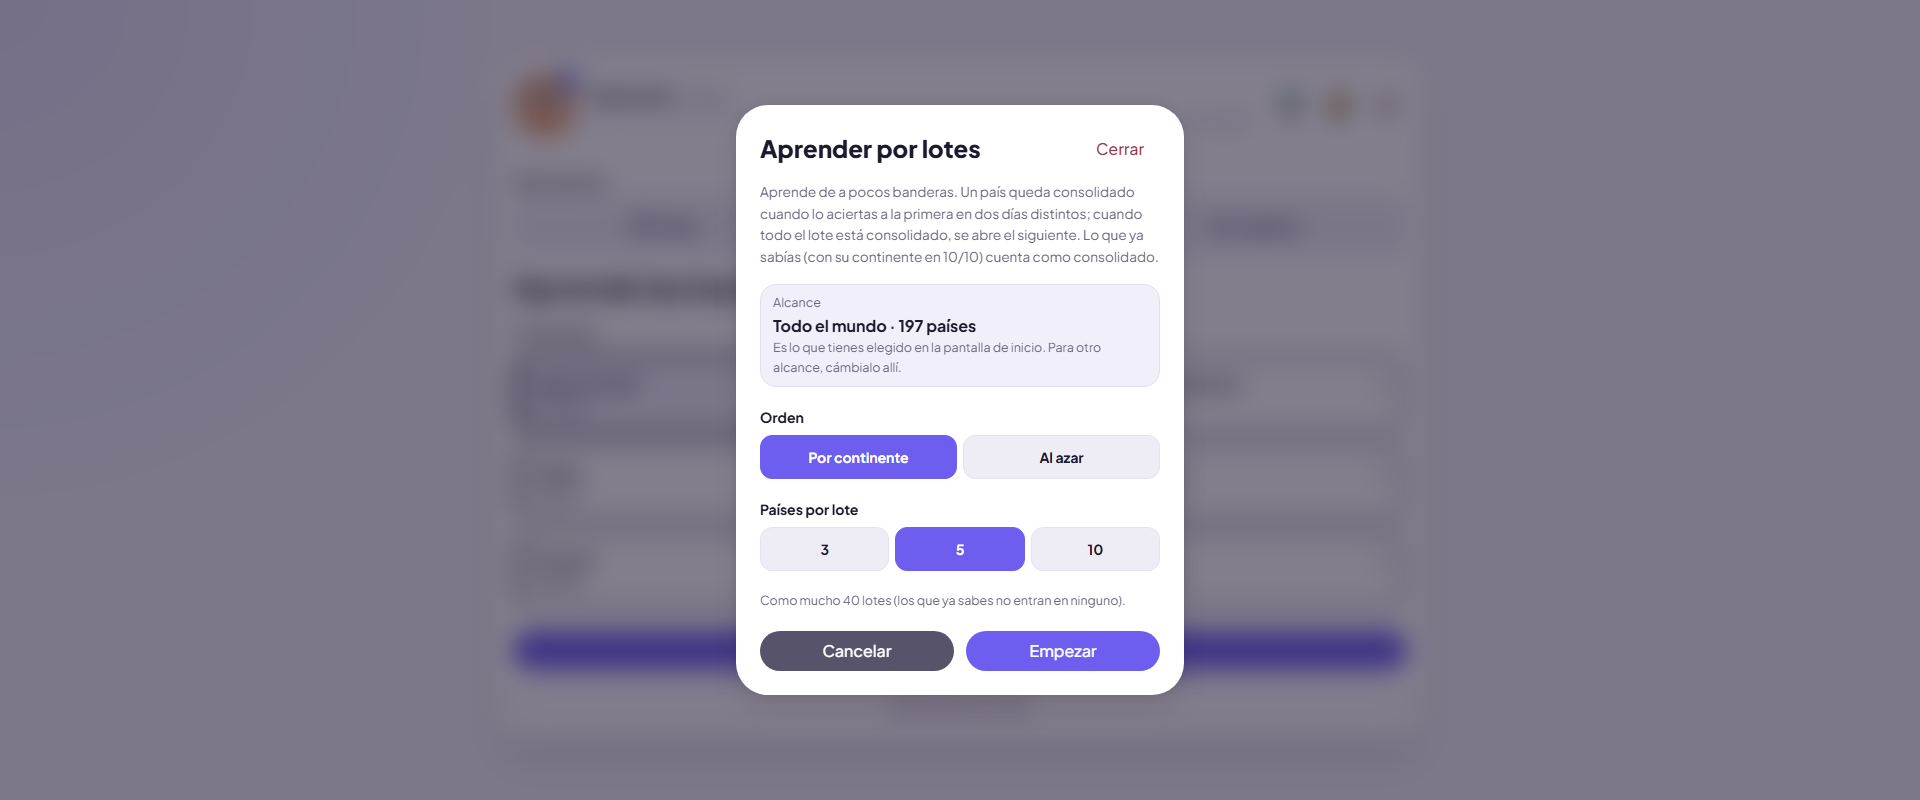 Aprender por lotes
Cerrar
Aprende de a pocos banderas. Un país queda consolidado
cuando lo aciertas a la primera en dos días distintos; cuando
todo el lote está consolidado, se abre el siguiente. Lo que ya
sabías (con su continente en 10/10) cuenta como consolidado.
Alcance
Todo el mundo · 197 países
Es lo que tienes elegido en la pantalla de inicio. Para otro
alcance, cámbialo allí.
Orden
Por continente
Al azar
Países por lote
3
5
10
Como mucho 40 lotes (los que ya sabes no entran en ninguno).
Cancelar
Empezar